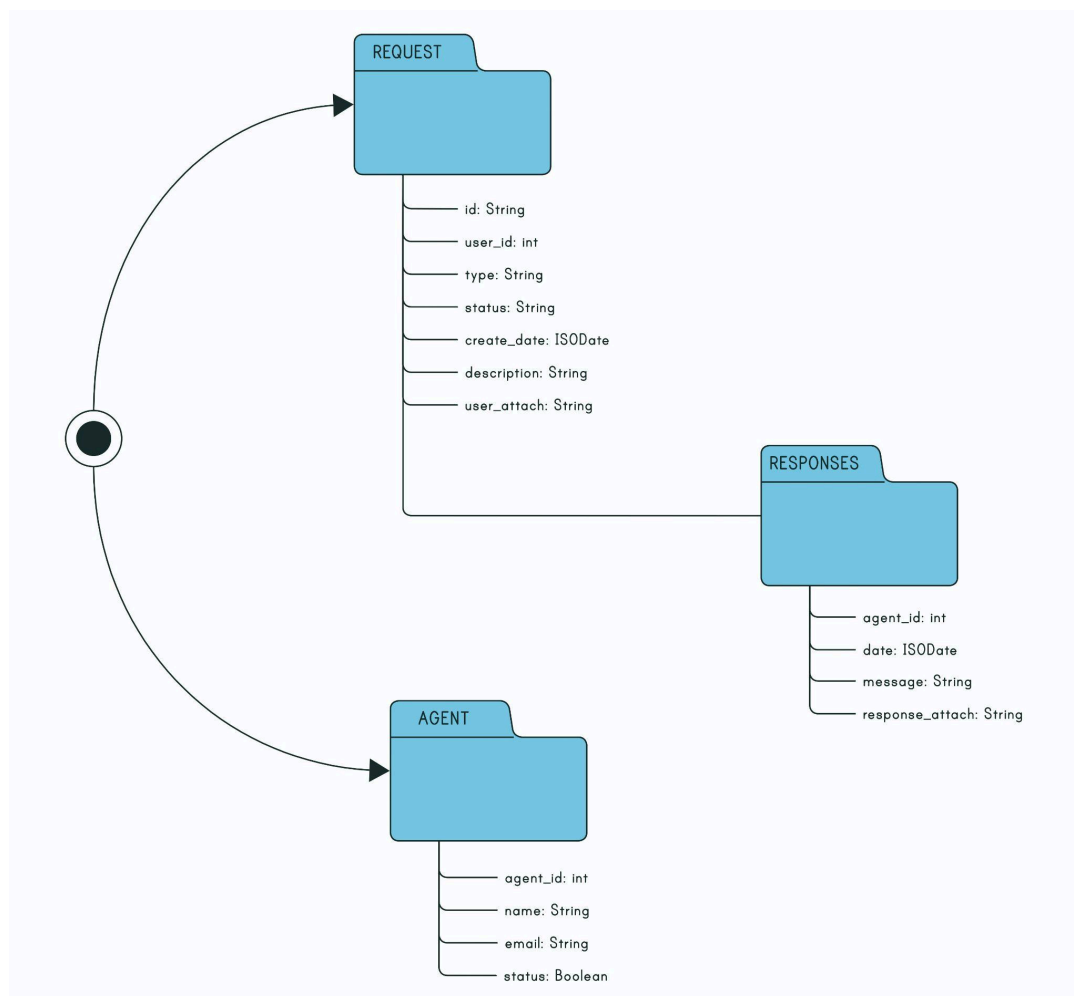 REQUEST
id: String
user_id: int
type: String
status: String
create_date: ISODate
description: String
user_attach: String
RESPONSES
agent_id: int
date: ISODate
message: String
response_attach: String
AGENT
agent_id: int
name: String
email: String
status: Boolean